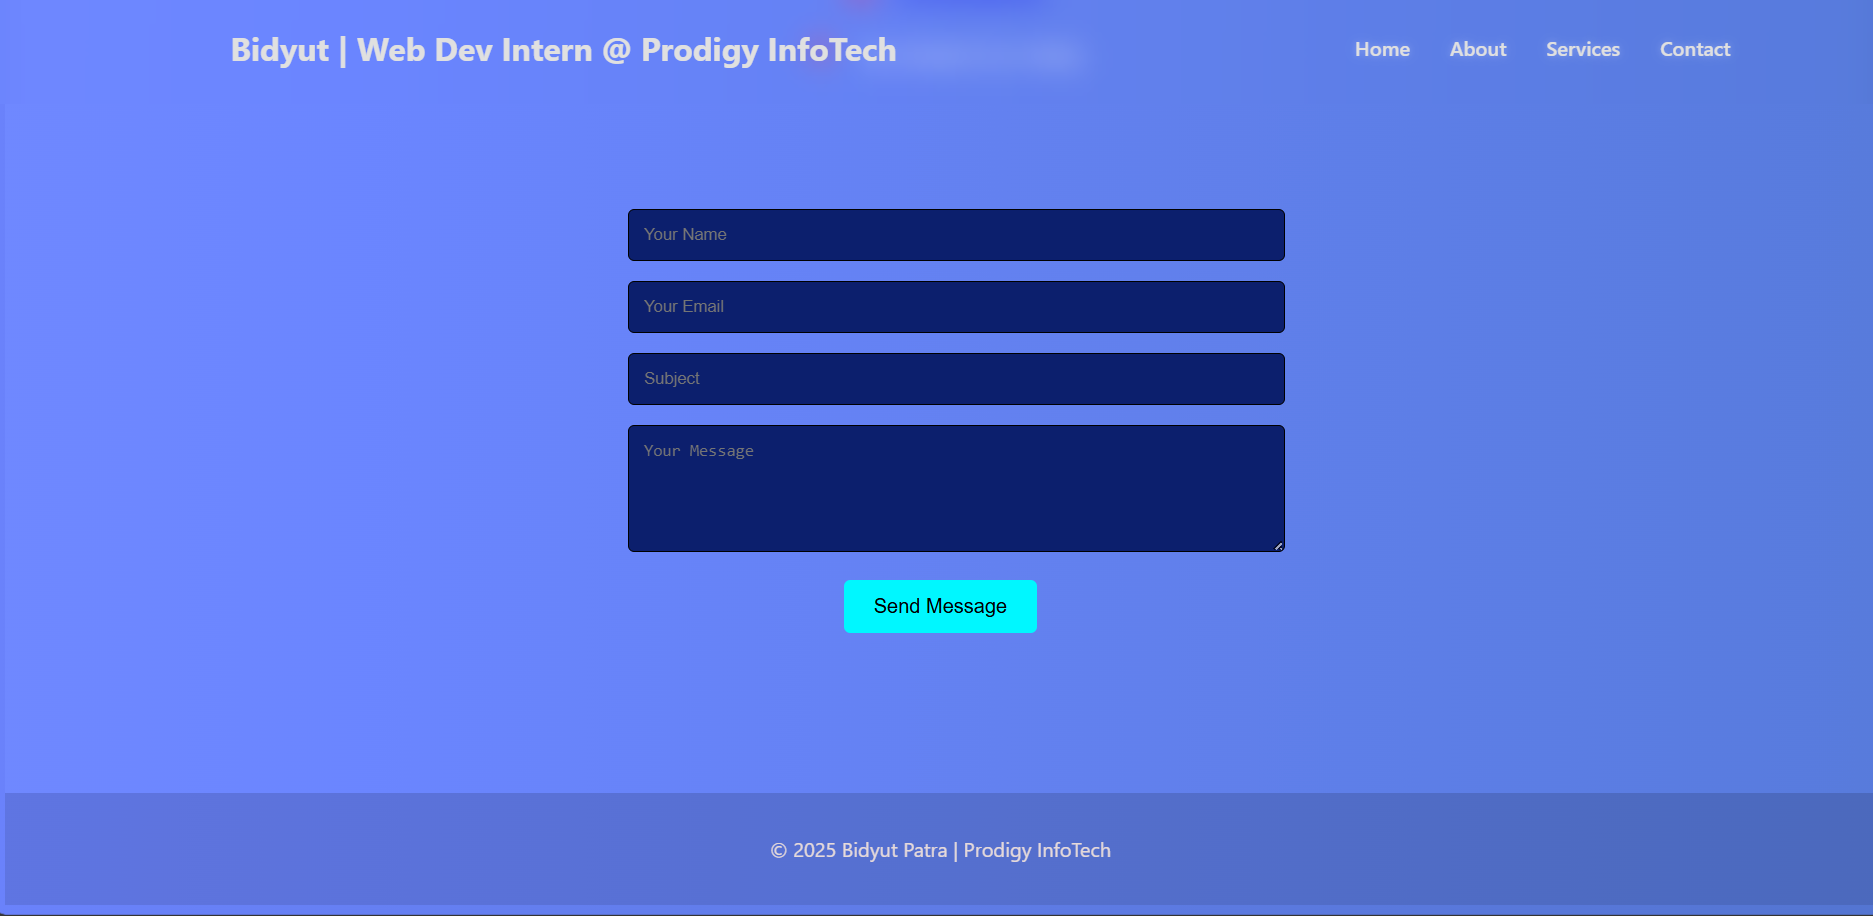 Bidyut | Web Dev Intern @ Prodigy InfoTech
Home About Services Contact
Your Name
Your Email
Subject
Your Message
Send Message
© 2025 Bidyut Patra | Prodigy InfoTech